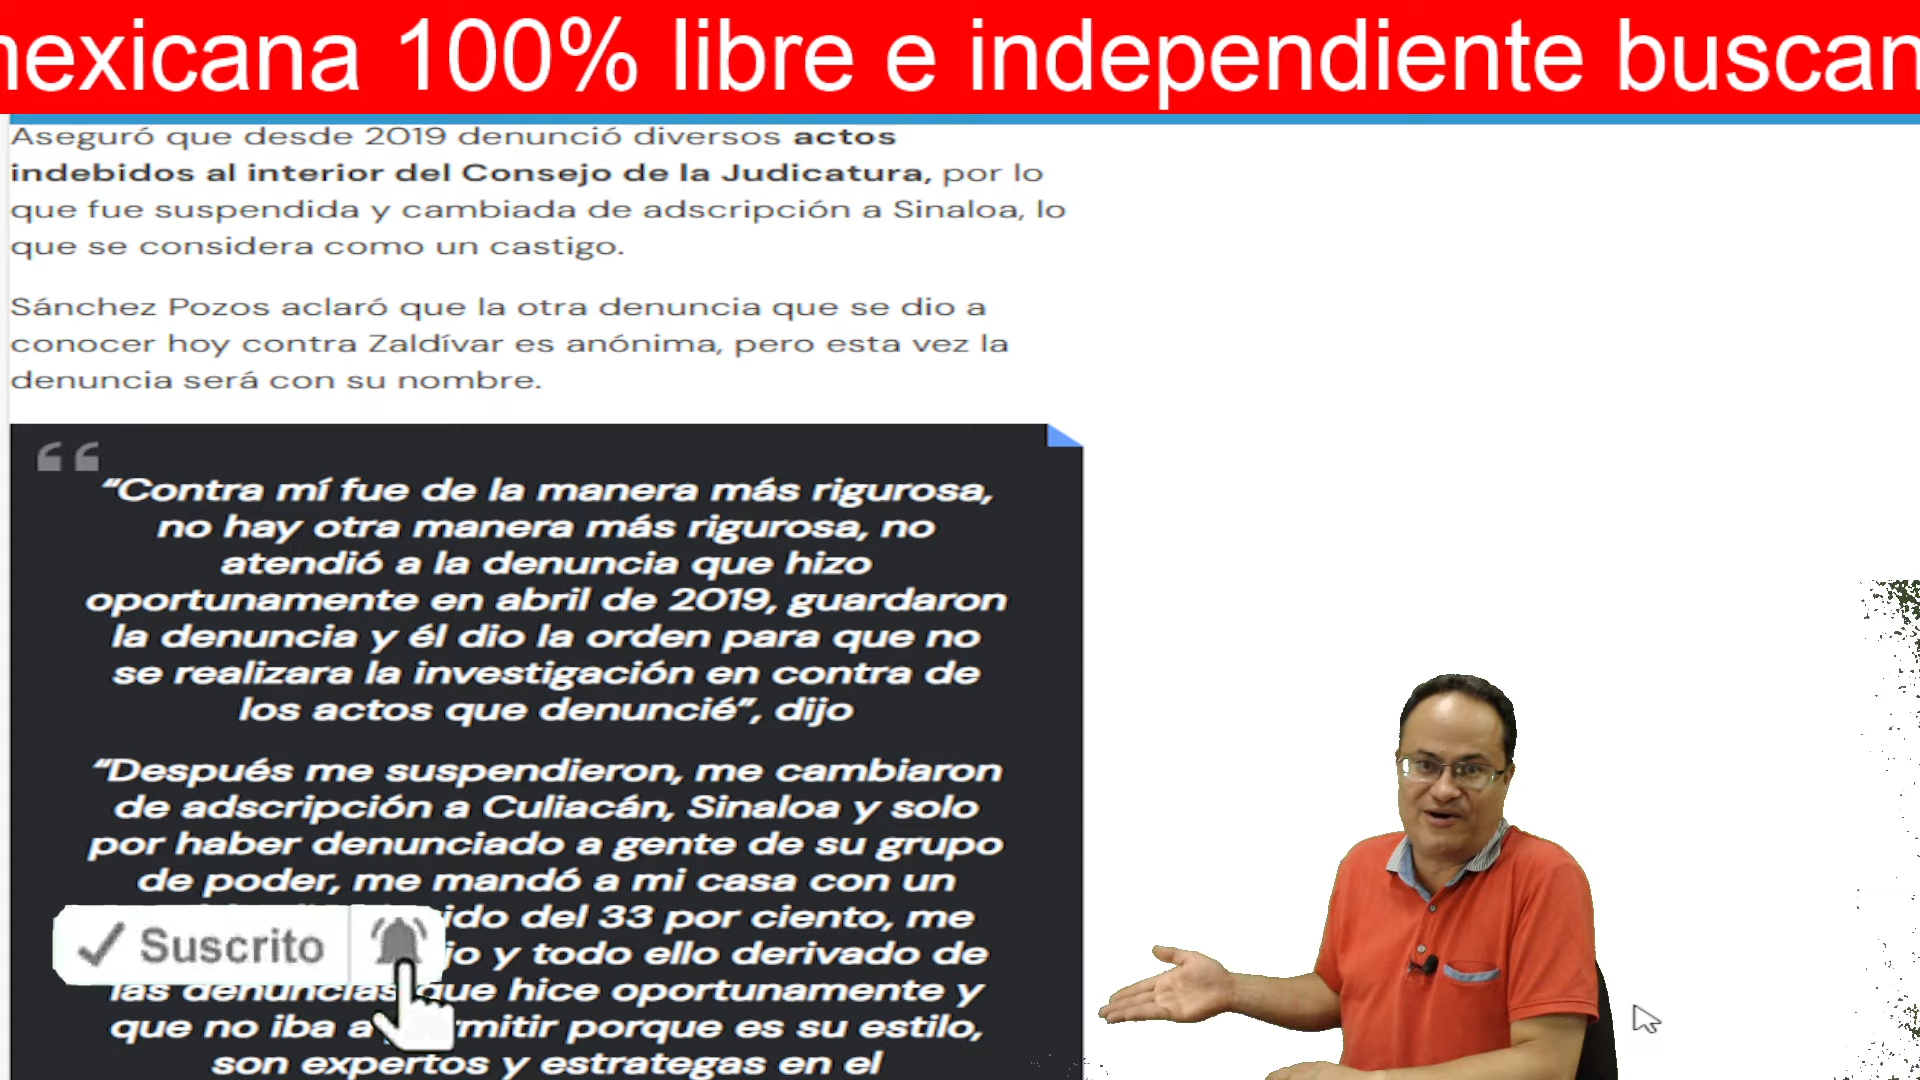 mexicana 100% libre e independiente buscan
Aseguró que desde 2019 denunció diversos actos
indebidos al interior del Consejo de la Judicatura, por lo
que fue suspendida y cambiada de adscripción a Sinaloa, lo
que se considera como un castigo.
Sánchez Pozos aclaró que la otra denuncia que se dio a
conocer hoy contra Zaldívar es anónima, pero esta vez la
denuncia será con su nombre.
“Contra mí fue de la manera más rigurosa,
no hay otra manera más rigurosa, no
atendió a la denuncia que hizo
oportunamente en abril de 2019, guardaron
la denuncia y él dio la orden para que no
se realizara la investigación en contra de
los actos que denuncié”, dijo
“Después me suspendieron, me cambiaron
de adscripción a Culiacán, Sinaloa y solo
por haber denunciado a gente de su grupo
de poder, me mandó a mi casa con un
del 33 por ciento, me
y todo ello derivado de
las denuncias que hice oportunamente y
que no iba a porque es su estilo,
son expertos y estrategas en el
Suscrito